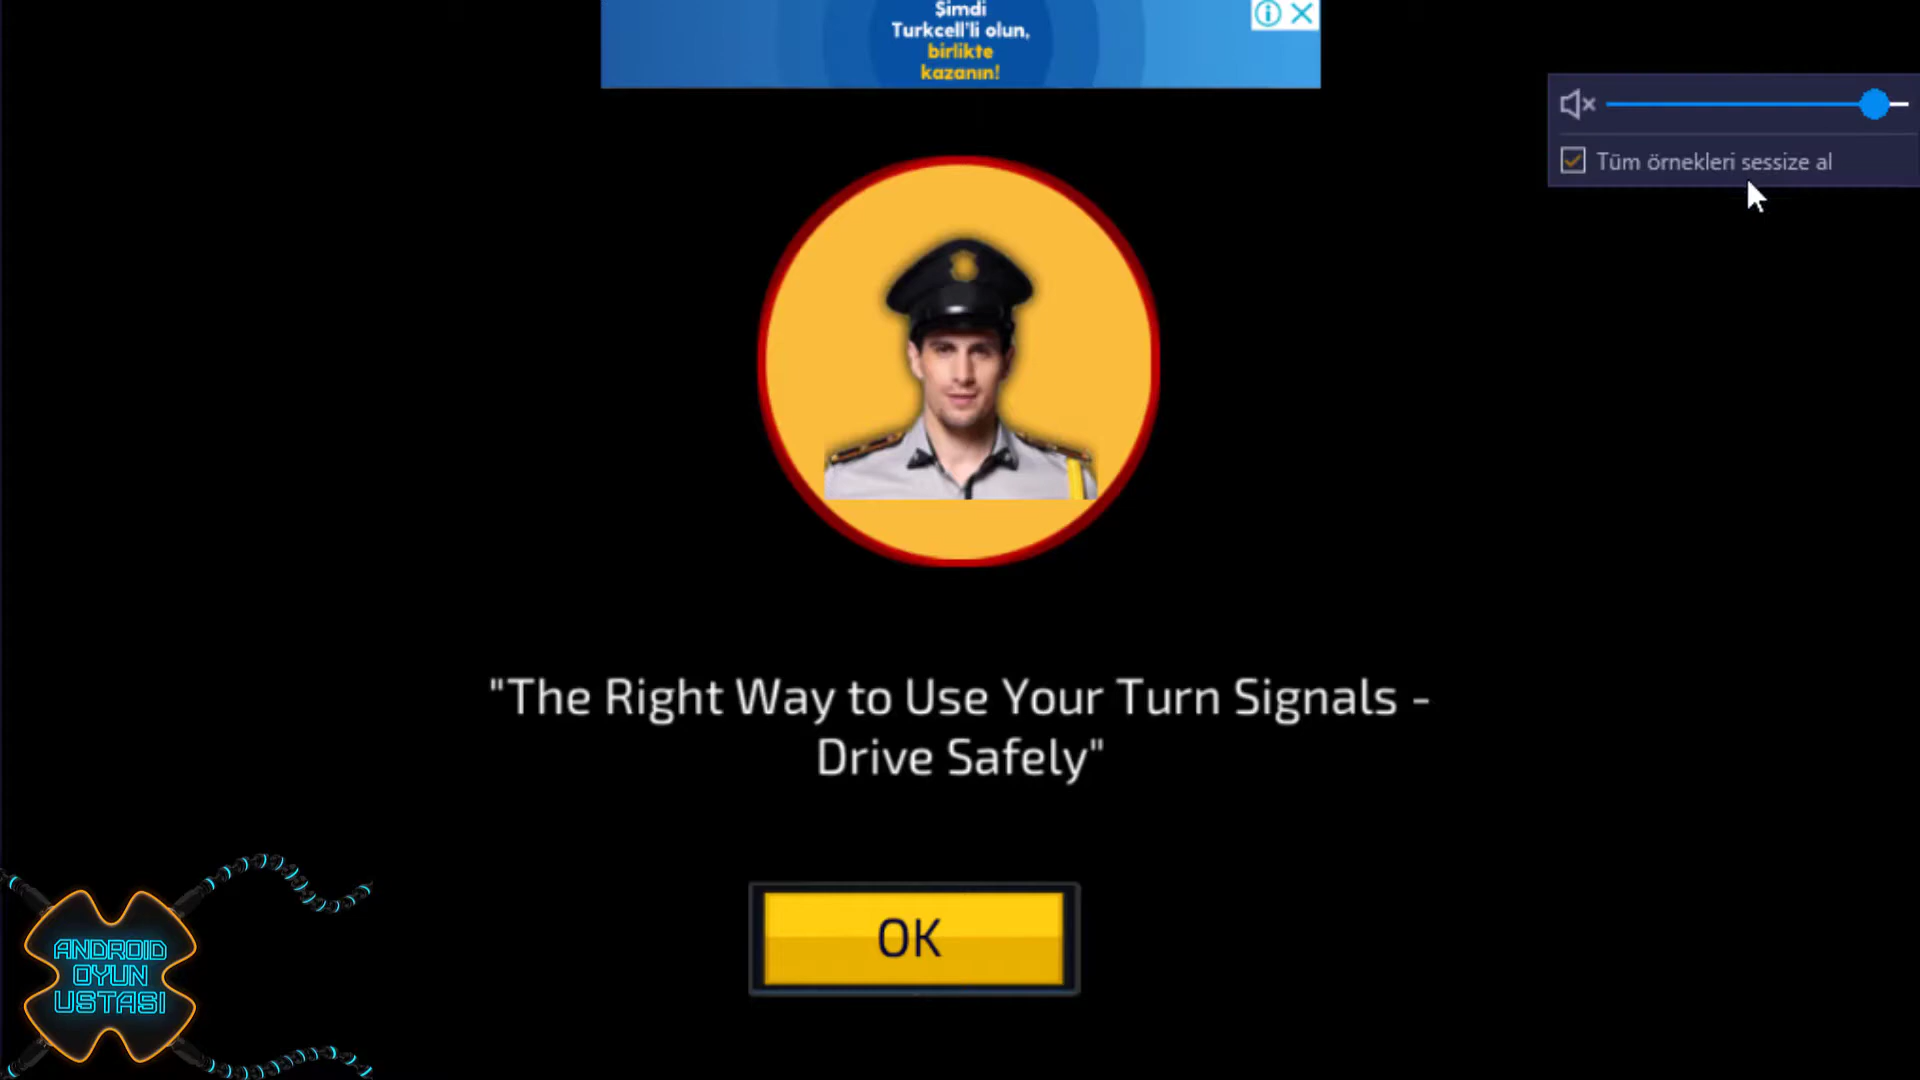 Şimdi
Turkcell'li olun,
birlikte
kazanın!
Tüm örnekleri sessize al
"The Right Way to Use Your Turn Signals -
Drive Safely"
OK
ANDROID
OYUN
USTASI